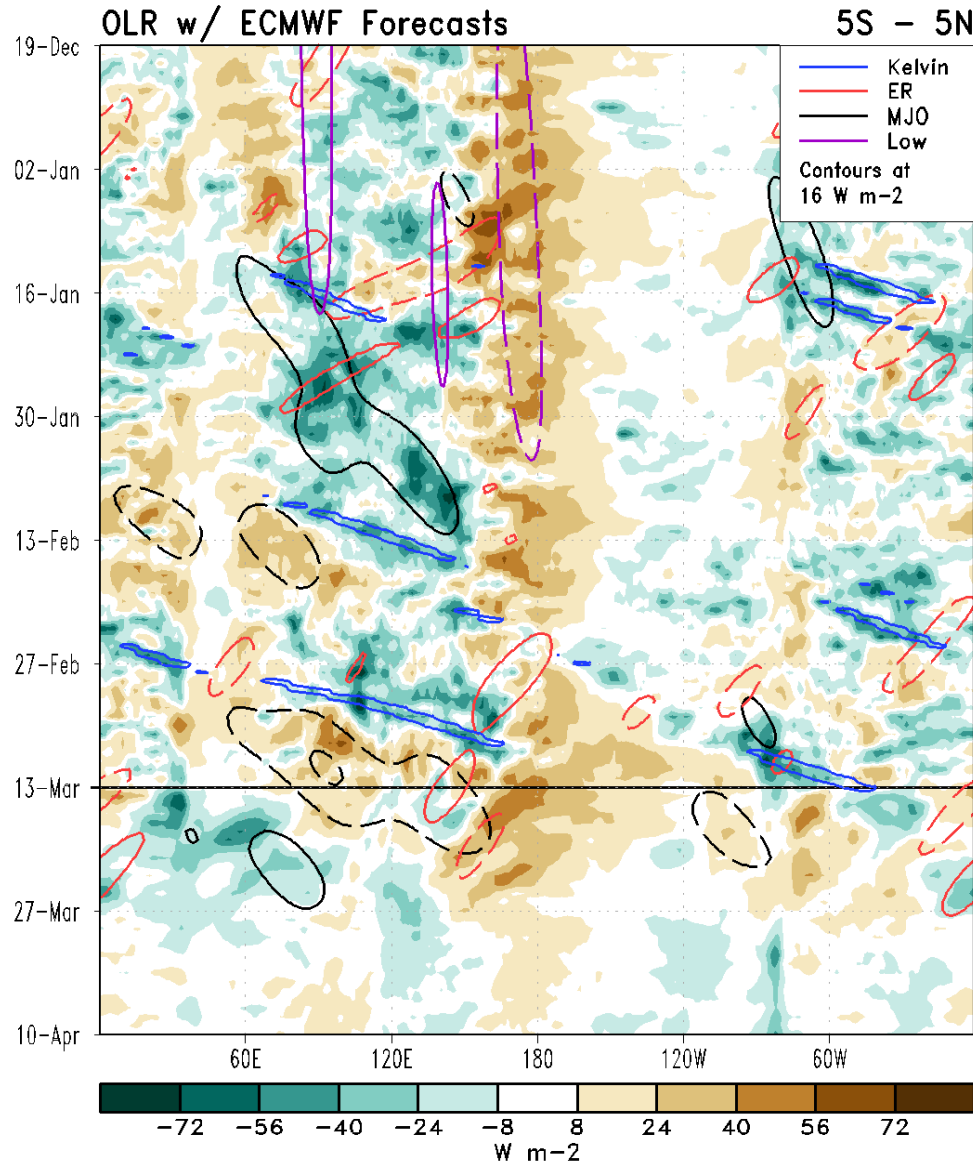 OLR w/ ECMWF Forecasts 5S - 5N
19-Dec
Kelvin
ER
MJO
Low
Contours at
16 W m-2
02-Jan
16-Jan
30-Jan
13-Feb
27-Feb
13-Mar
27-Mar
10-Apr
60E 120E 180 120W 60W
-72 -56 -40 -24 -8 8 24 40 56 72
W m-2